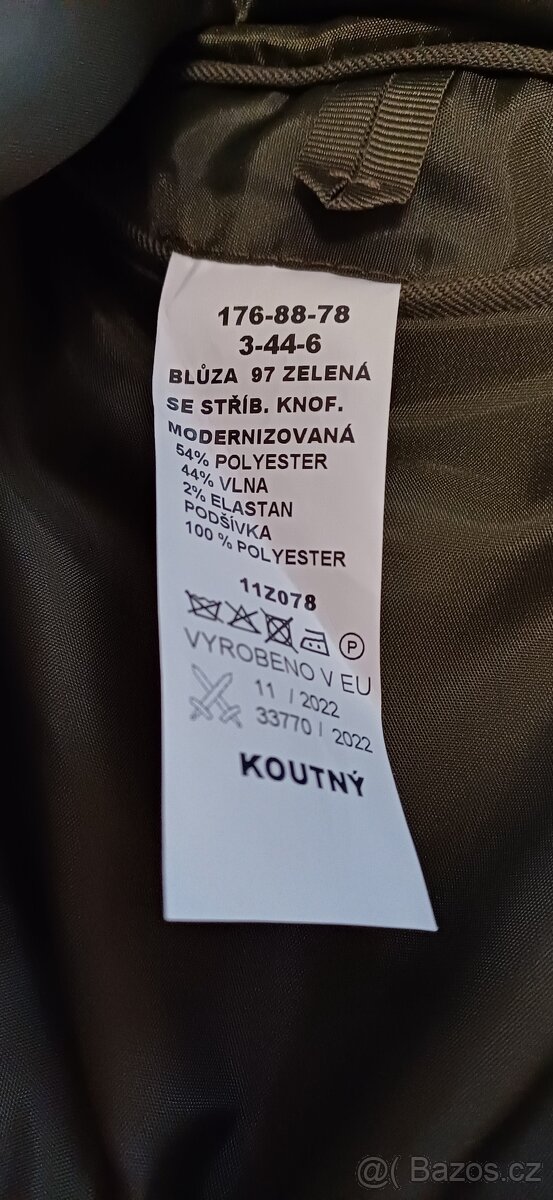 176-88-78
3-44-6
BLŮZA 97 ZELENÁ
SE STŘÍB. KNOF.
MODERNIZOVANÁ
54% POLYESTER
44% VLNA
2% ELASTAN
PODŠÍVKA
100 % POLYESTER
11Z078
P
VYROBENO V EU
11 / 2022
33770 / 2022
KOUTNÝ
@( Bazoš.cz